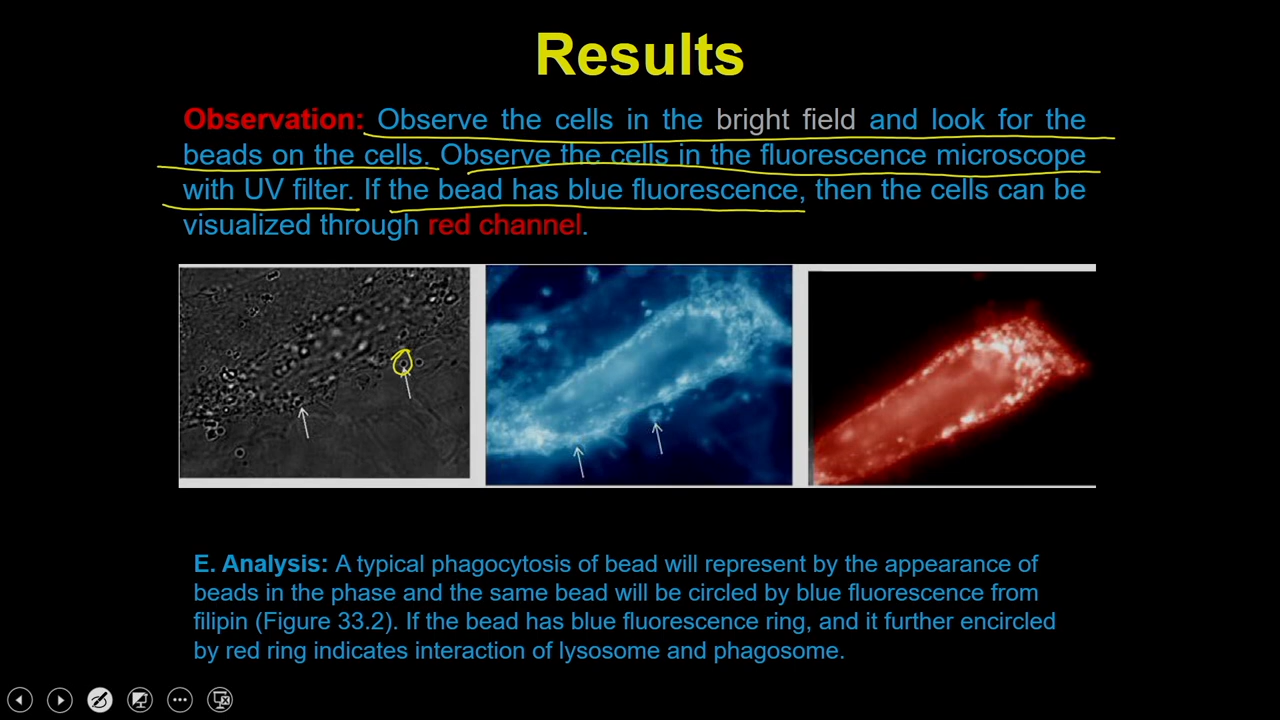 Results
Observation: Observe the cells in the bright field and look for the
beads on the cells. Observe the cells in the fluorescence microscope
with UV filter. If the bead has blue fluorescence, then the cells can be
visualized through red channel.
E. Analysis: A typical phagocytosis of bead will represent by the appearance of
beads in the phase and the same bead will be circled by blue fluorescence from
filipin (Figure 33.2). If the bead has blue fluorescence ring, and it further encircled
by red ring indicates interaction of lysosome and phagosome.